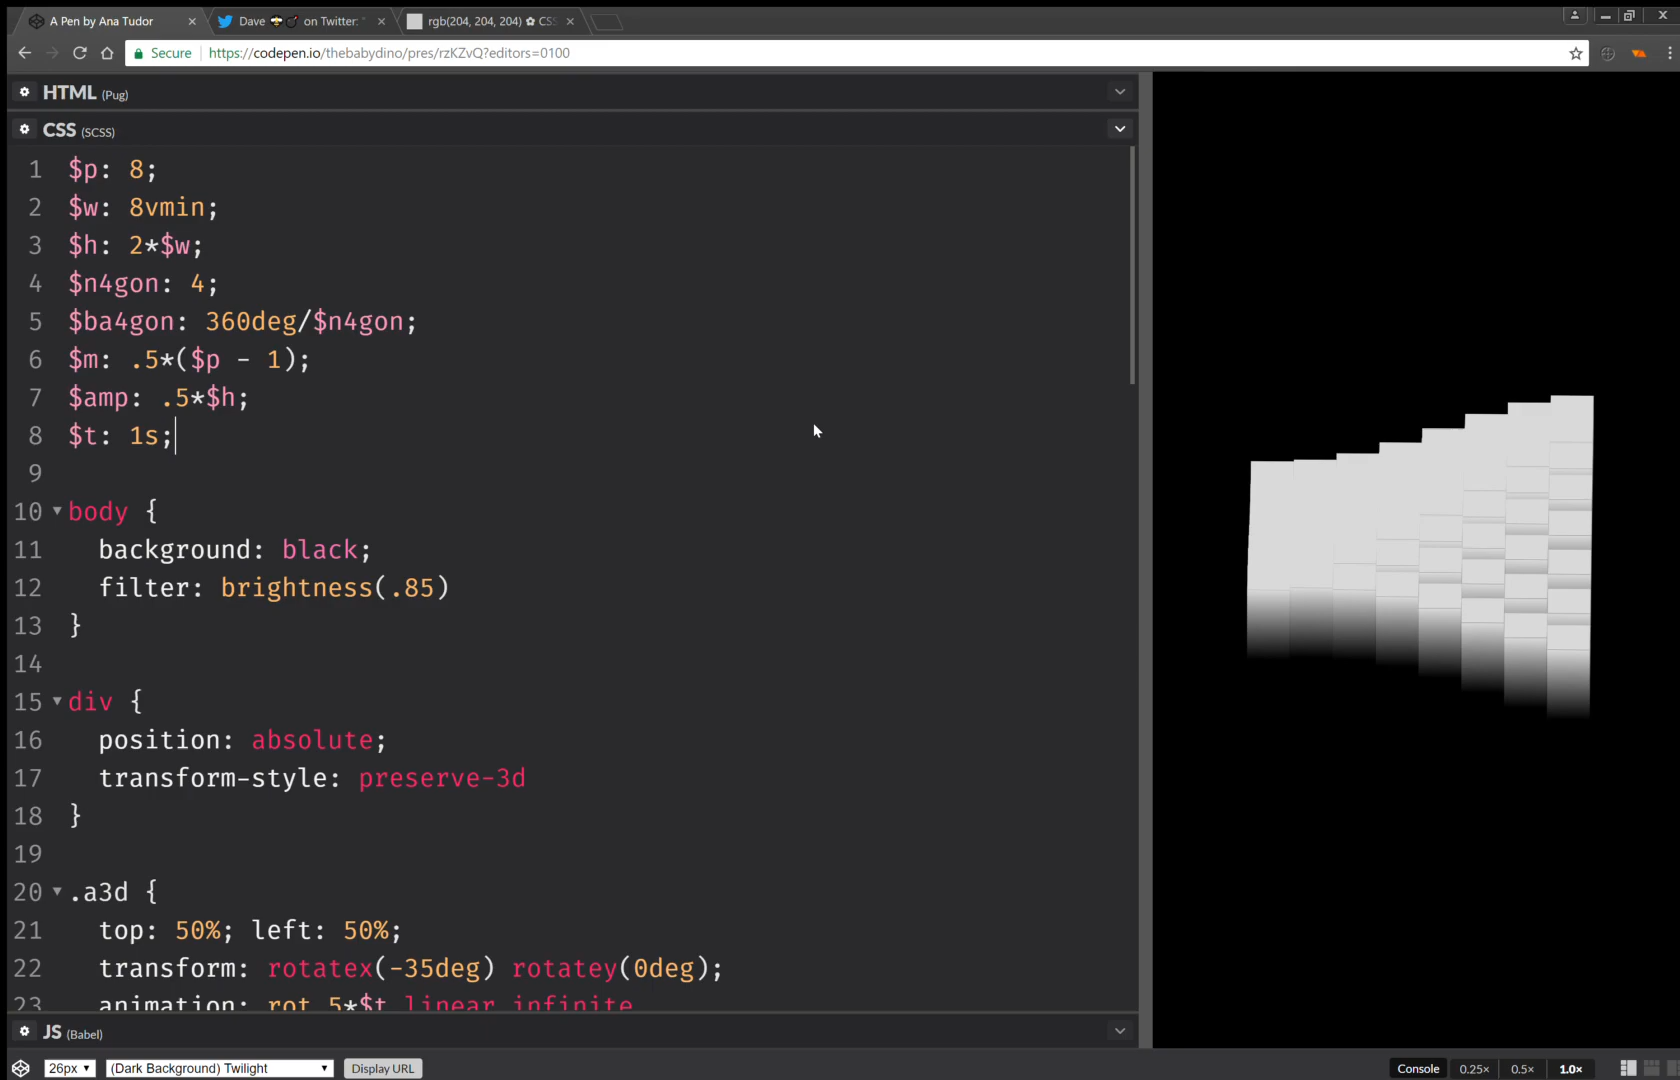 A Pen by Ana Tudor
Dave on Twitter: "
rgb(204, 204, 204) ✿ CSS
Secure
https://codepen.io/thebabydino/pres/rzKZvQ?editors=0100
HTML (Pug)
CSS (SCSS)
1 $p: 8;
2 $w: 8vmin;
3 $h: 2*$w;
4 $n4gon: 4;
5 $ba4gon: 360deg/$n4gon;
6 $m: .5*($p - 1);
7 $amp: .5*$h;
8 $t: 1s;
9
10 body {
11 background: black;
12 filter: brightness(.85)
13 }
14
15 div {
16 position: absolute;
17 transform-style: preserve-3d
18 }
19
20 .a3d {
21 top: 50%; left: 50%;
22 transform: rotatex(-35deg) rotatey(0deg);
23 animation: rot 5*$t linear infinite
JS (Babel)
26px
(Dark Background) Twilight
Display URL
Console
0.25×
0.5×
1.0×